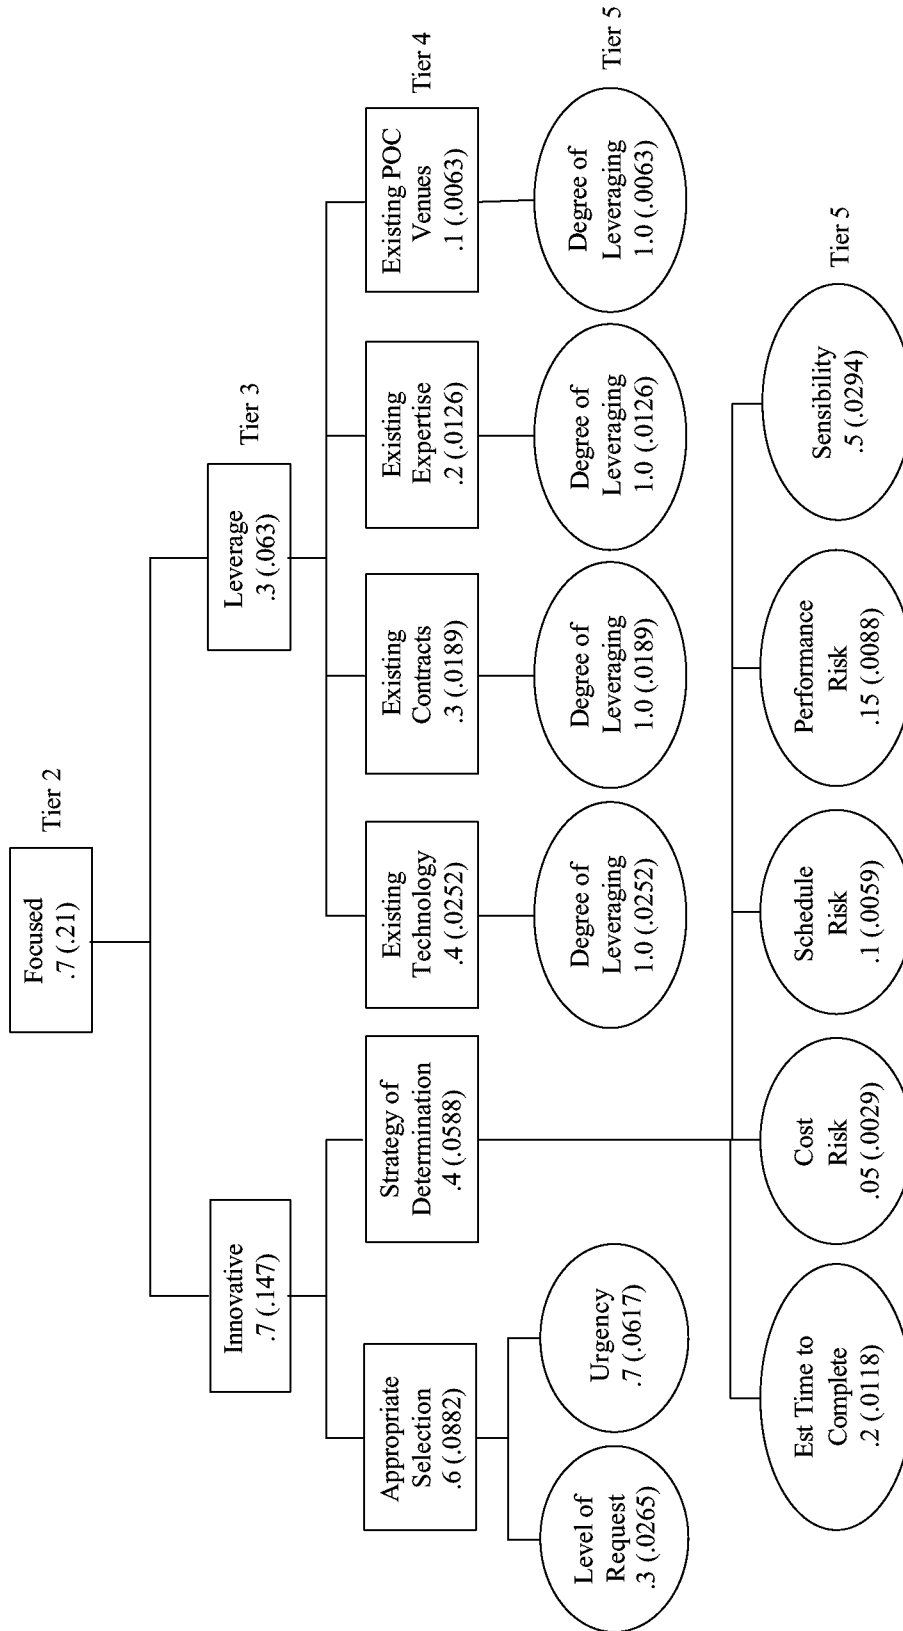 Focused
.7 (.21)
Tier 2
Innovative
.7 (.147)
Leverage
.3 (.063)
Tier 3
Appropriate
Selection
.6 (.0882)
Strategy of
Determination
.4 (.0588)
Existing
Technology
.4 (.0252)
Existing
Contracts
.3 (.0189)
Existing
Expertise
.2 (.0126)
Existing POC
Venues
.1 (.0063)
Tier 4
Level of
Request
.3 (.0265)
Urgency
.7 (.0617)
Degree of
Leveraging
1.0 (.0252)
Degree of
Leveraging
1.0 (.0189)
Degree of
Leveraging
1.0 (.0126)
Degree of
Leveraging
1.0 (.0063)
Tier 5
Est Time to
Complete
.2 (.0118)
Cost
Risk
.05 (.0029)
Schedule
Risk
.1 (.0059)
Performance
Risk
.15 (.0088)
Sensibility
.5 (.0294)
Tier 5